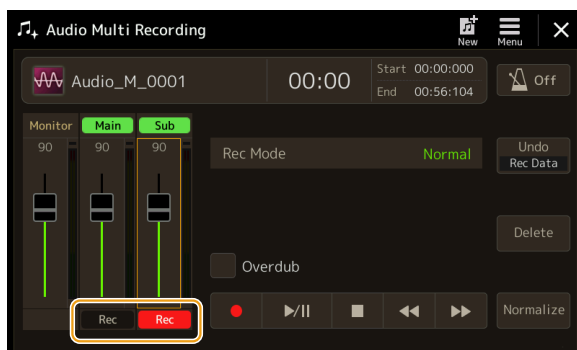 Audio Multi Recording
New
Menu
Audio_M_0001
00:00
Start 00:00:000
End 00:56:104
Off
Monitor Main Sub
90 90 90
Rec Mode Normal
Undo
Rec Data
Delete
Overdub
Rec Rec
Normalize